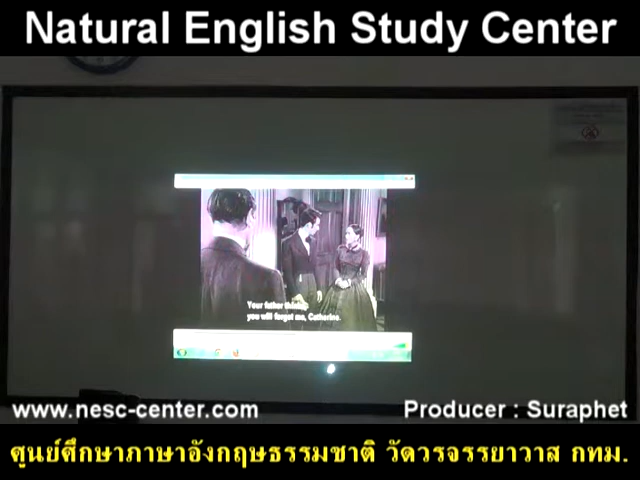 Natural English Study Center
Your father thinks
you will forget me, Catherine.
www.nesc-center.com
Producer : Suraphet
ศูนย์ศึกษาภาษาอังกฤษธรรมชาติ วัดวรจรรยาวาส กทม.